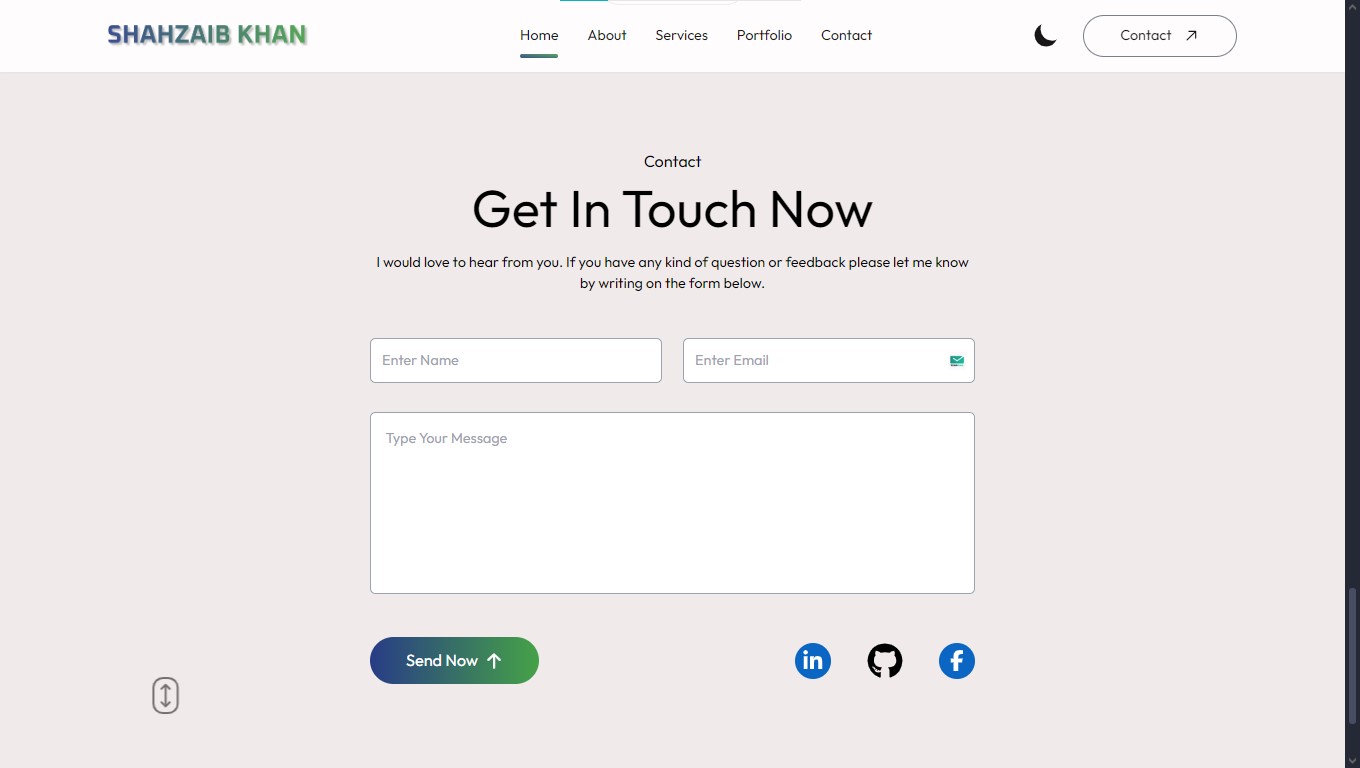 SHAHZAIB KHAN
Home About Services Portfolio Contact
Contact
Contact
Get In Touch Now
I would love to hear from you. If you have any kind of question or feedback please let me know
by writing on the form below.
Enter Name
Enter Email
Type Your Message
Send Now
in
f